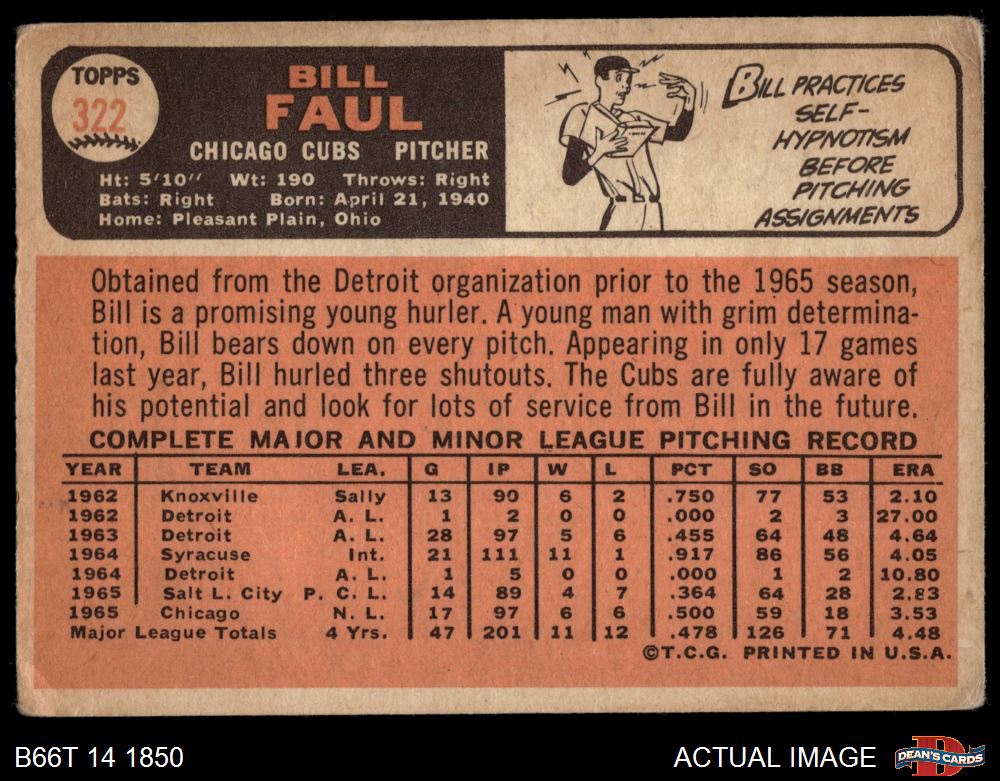 TOPPS
322
BILL
FAUL
CHICAGO CUBS PITCHER
Ht: 5'10" Wt: 190 Throws: Right
Bats: Right Born: April 21, 1940
Home: Pleasant Plain, Ohio
BILL PRACTICES
SELF-
HYPNOTISM
BEFORE
PITCHING
ASSIGNMENTS
Obtained from the Detroit organization prior to the 1965 season,
Bill is a promising young hurler. A young man with grim determina-
tion, Bill bears down on every pitch. Appearing in only 17 games
last year, Bill hurled three shutouts. The Cubs are fully aware of
his potential and look for lots of service from Bill in the future.
COMPLETE MAJOR AND MINOR LEAGUE PITCHING RECORD
YEAR TEAM LEA. G IP W L PCT SO BB ERA
1962 Knoxville Sally 13 90 6 2 .750 77 53 2.10
1962 Detroit A. L. 1 2 0 0 .000 2 3 27.00
1963 Detroit A. L. 28 97 5 6 .455 64 48 4.64
1964 Syracuse Int. 21 111 11 1 .917 86 56 4.05
1964 Detroit A. L. 1 5 0 0 .000 1 2 10.80
1965 Salt L. City P. C. L. 14 89 4 7 .364 64 28 2.83
1965 Chicago N. L. 17 97 6 6 .500 59 18 3.53
Major League Totals 4 Yrs. 47 201 11 12 .478 126 71 4.48
©T.C.G. PRINTED IN U.S.A.
B66T 14 1850
ACTUAL IMAGE
D
DEAN'S CARDS